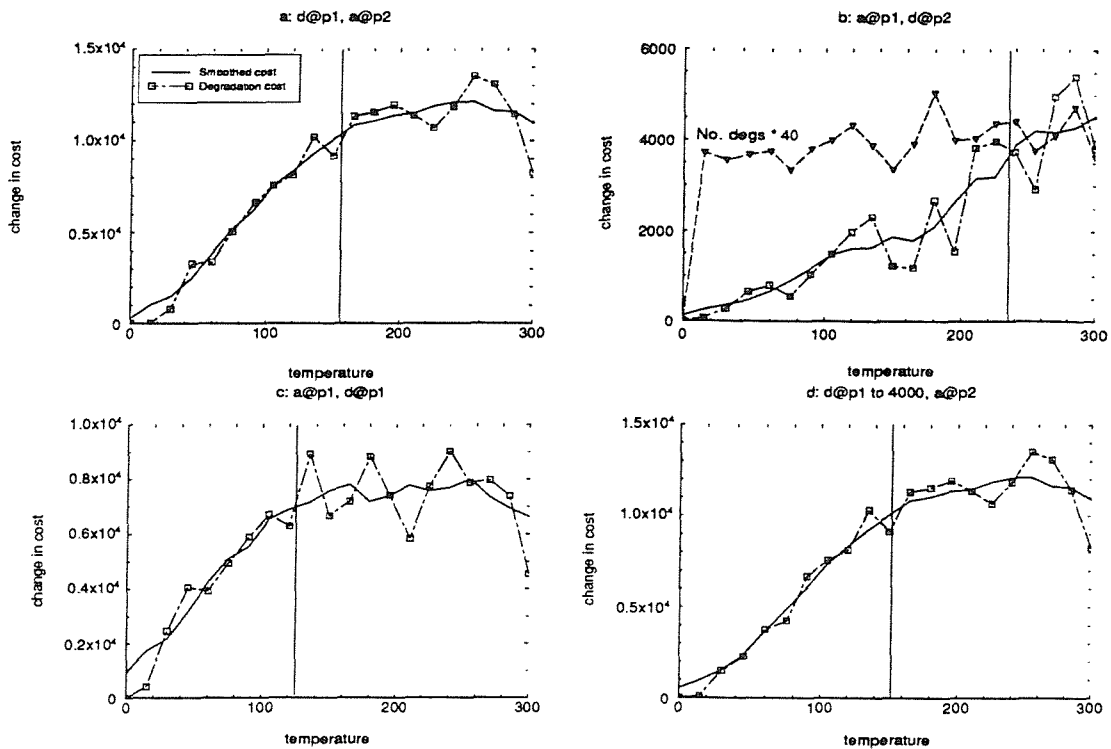 a: d@p1, a@p2
1.5x10⁴
1.0x10⁴
0.5x10⁴
0
0
100
200
300
change in cost
temperature
Smoothed cost
Degradation cost
b: a@p1, d@p2
6000
4000
2000
0
0
100
200
300
change in cost
temperature
No. degs * 40
c: a@p1, d@p1
1.0x10⁴
0.8x10⁴
0.6x10⁴
0.4x10⁴
0.2x10⁴
0
0
100
200
300
change in cost
temperature
d: d@p1 to 4000, a@p2
1.5x10⁴
1.0x10⁴
0.5x10⁴
0
0
100
200
300
change in cost
temperature